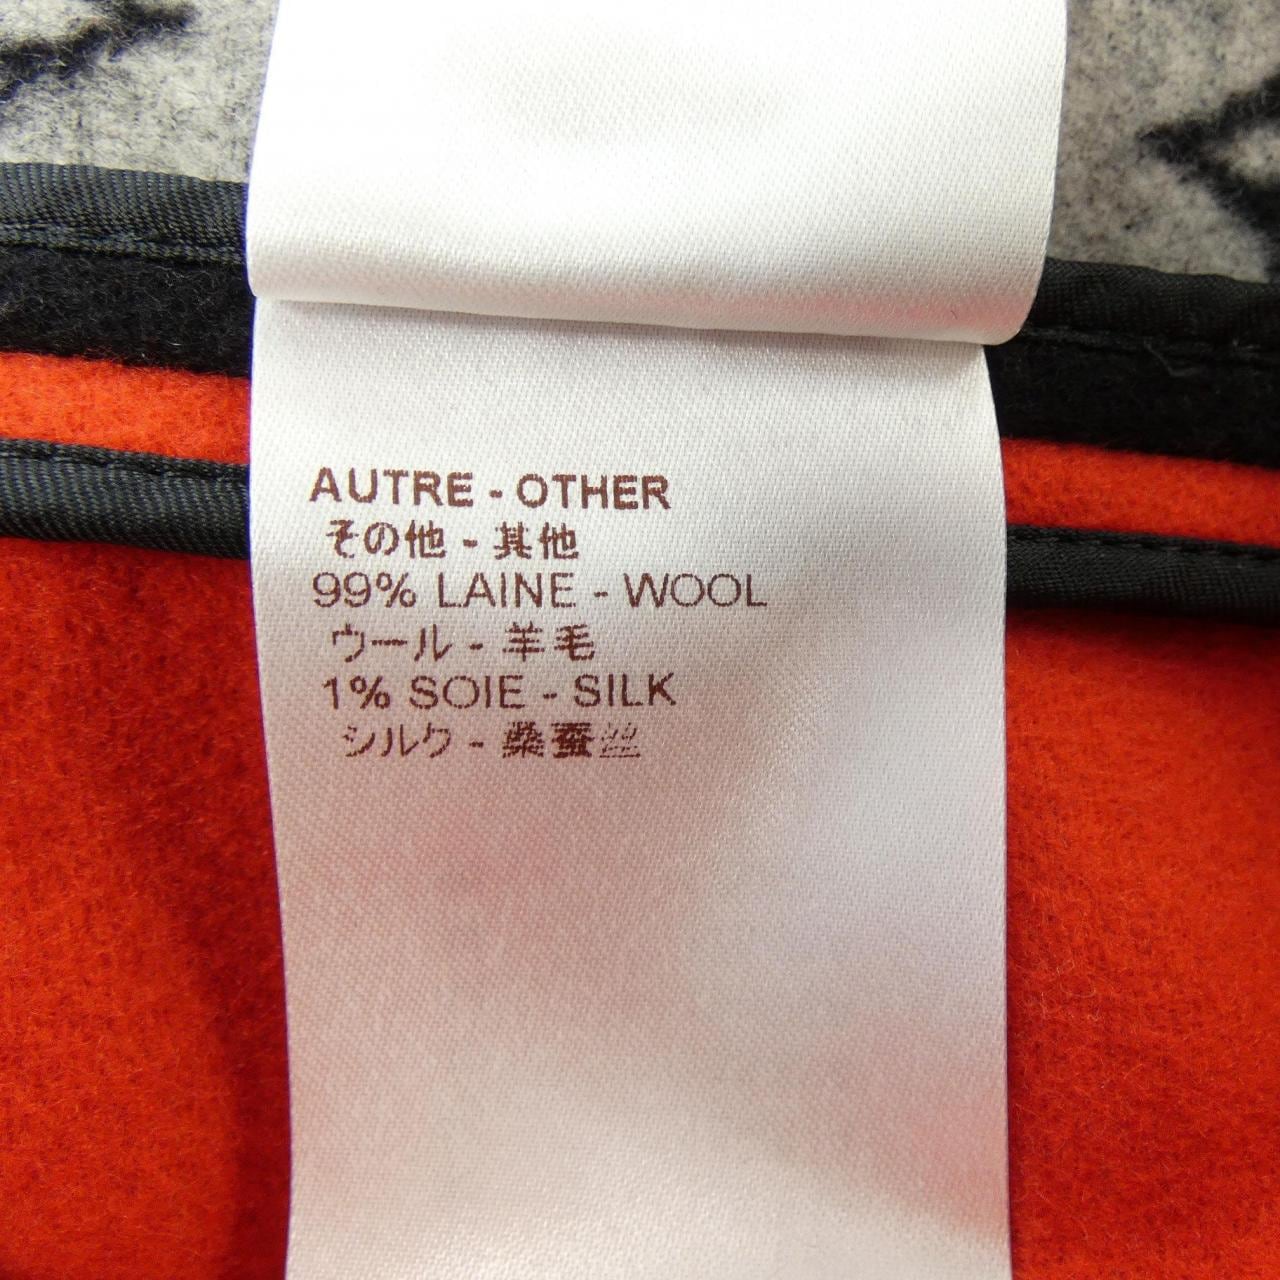 AUTRE - OTHER
その他 - 其他
99% LAINE - WOOL
ウール - 羊毛
1% SOIE - SILK
シルク - 桑蚕丝